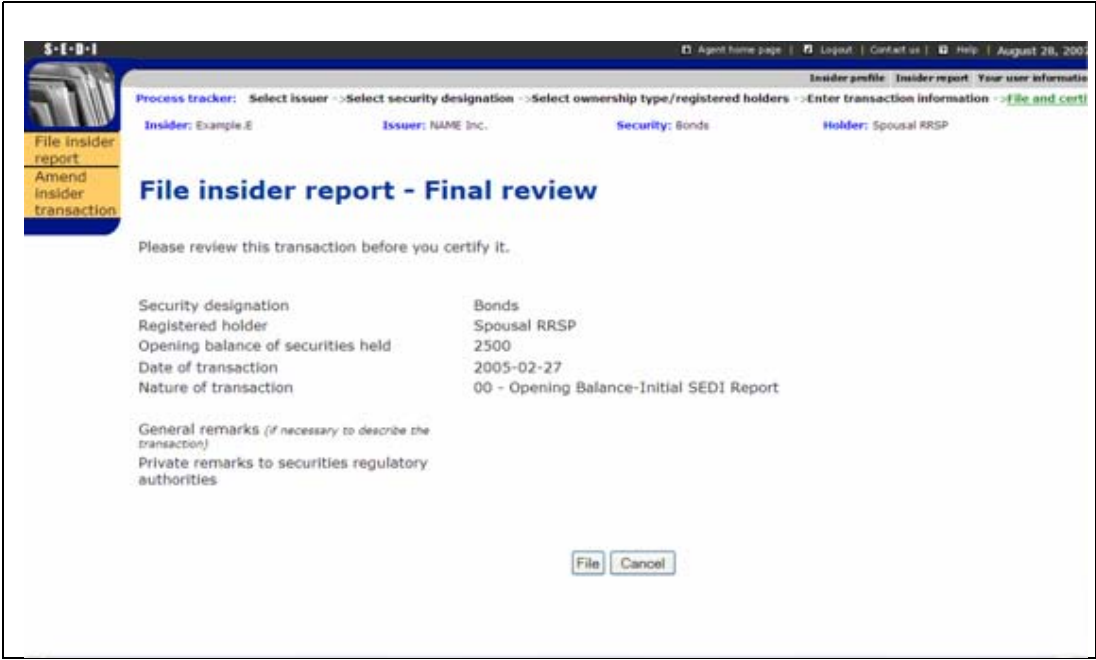 S·E·D·I
Agent home page | Logout | Contact us | Help | August 28, 2007
Insider profile Insider report Your user informatio
Process tracker: Select issuer ->Select security designation ->Select ownership type/registered holders ->Enter transaction information ->File and certi
Insider: Example.E Issuer: NAME Inc. Security: Bonds Holder: Spousal RRSP
File insider
report
Amend
insider
transaction
File insider report - Final review
Please review this transaction before you certify it.
Security designation Bonds
Registered holder Spousal RRSP
Opening balance of securities held 2500
Date of transaction 2005-02-27
Nature of transaction 00 - Opening Balance-Initial SEDI Report
General remarks (if necessary to describe the
transaction)
Private remarks to securities regulatory
authorities
File Cancel